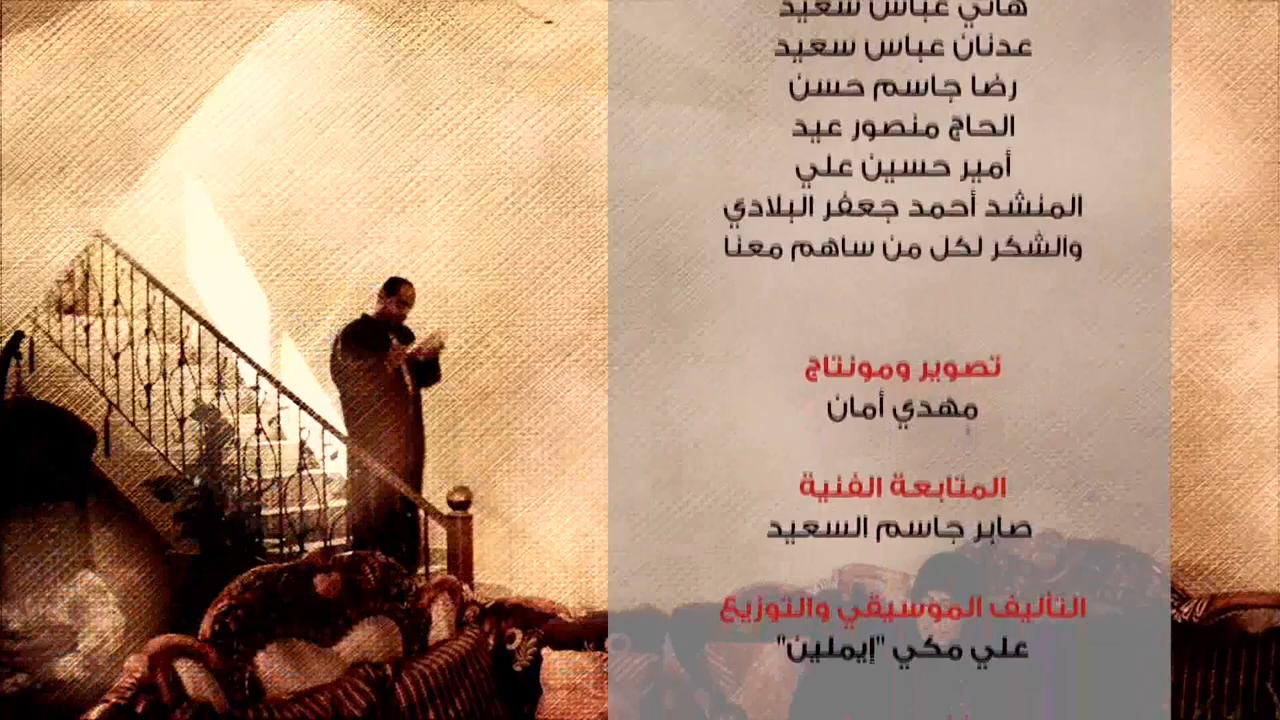 هاني عباس سعيد
عدنان عباس سعيد
رضا جاسم حسن
الحاج منصور عيد
أمير حسين علي
المنشد أحمد جعفر البلادي
والشكر لكل من ساهم معنا
تصوير ومونتاج
مهدي أمان
المتابعة الفنية
صابر جاسم السعيد
التأليف الموسيقي والتوزيع
علي مكي "إيملين"